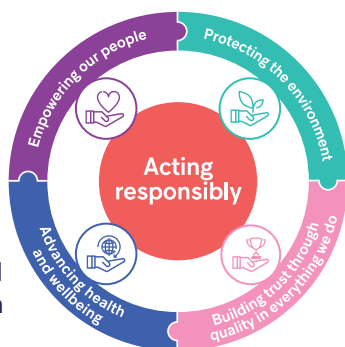 Empowering our people
Protecting the environment
Acting
responsibly
Advancing health
and wellbeing
Building trust through
quality in everything we do